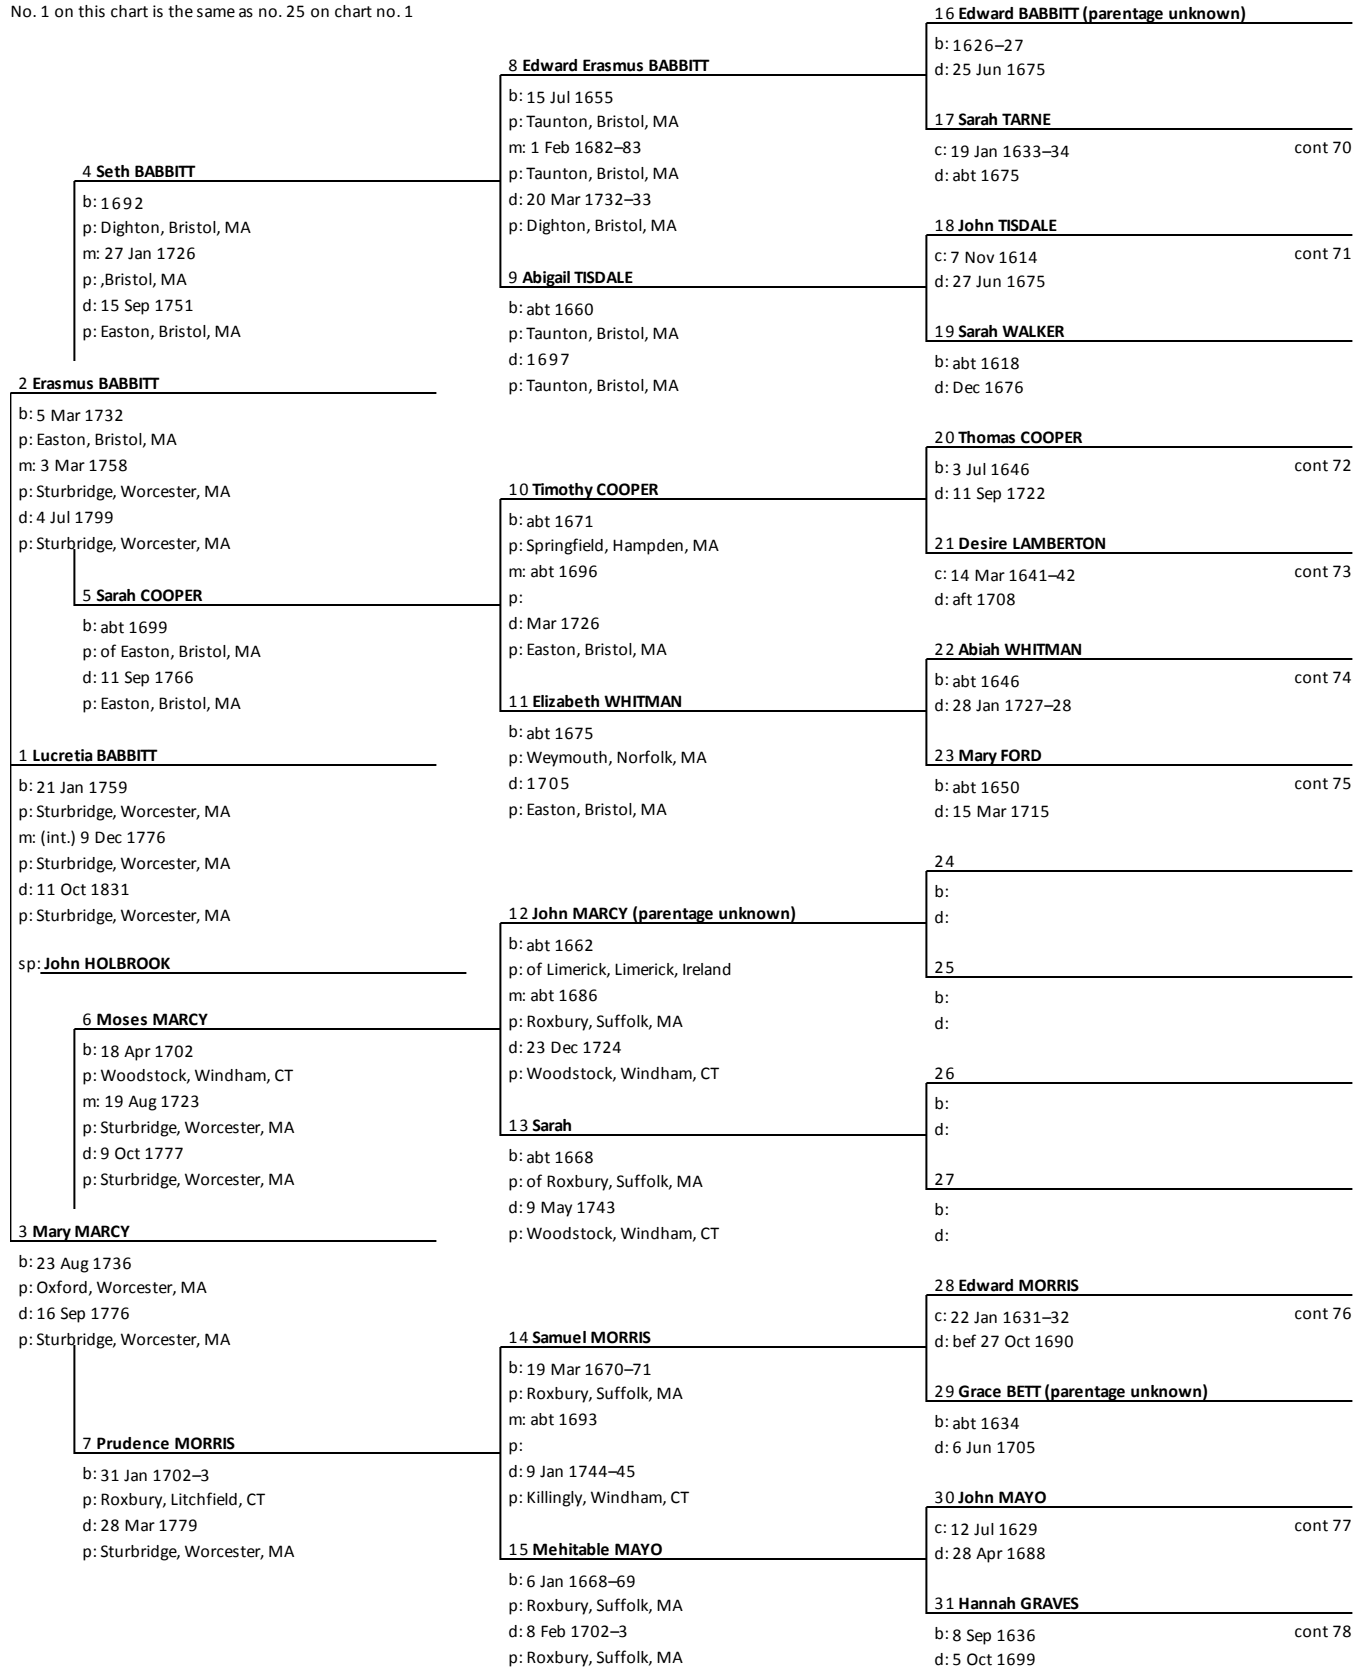 No. 1 on this chart is the same as no. 25 on chart no. 1
4 Seth BABBITT
b: 1692
p: Dighton, Bristol, MA
m: 27 Jan 1726
p: ,Bristol, MA
d: 15 Sep 1751
p: Easton, Bristol, MA
2 Erasmus BABBITT
b: 5 Mar 1732
p: Easton, Bristol, MA
m: 3 Mar 1758
p: Sturbridge, Worcester, MA
d: 4 Jul 1799
p: Sturbridge, Worcester, MA
5 Sarah COOPER
b: abt 1699
p: of Easton, Bristol, MA
d: 11 Sep 1766
p: Easton, Bristol, MA
1 Lucretia BABBITT
b: 21 Jan 1759
p: Sturbridge, Worcester, MA
m: (int.) 9 Dec 1776
p: Sturbridge, Worcester, MA
d: 11 Oct 1831
p: Sturbridge, Worcester, MA
sp: John HOLBROOK
6 Moses MARCY
b: 18 Apr 1702
p: Woodstock, Windham, CT
m: 19 Aug 1723
p: Sturbridge, Worcester, MA
d: 9 Oct 1777
p: Sturbridge, Worcester, MA
3 Mary MARCY
b: 23 Aug 1736
p: Oxford, Worcester, MA
d: 16 Sep 1776
p: Sturbridge, Worcester, MA
7 Prudence MORRIS
b: 31 Jan 1702–3
p: Roxbury, Litchfield, CT
d: 28 Mar 1779
p: Sturbridge, Worcester, MA
8 Edward Erasmus BABBITT
b: 15 Jul 1655
p: Taunton, Bristol, MA
m: 1 Feb 1682–83
p: Taunton, Bristol, MA
d: 20 Mar 1732–33
p: Dighton, Bristol, MA
9 Abigail TISDALE
b: abt 1660
p: Taunton, Bristol, MA
d: 1697
p: Taunton, Bristol, MA
10 Timothy COOPER
b: abt 1671
p: Springfield, Hampden, MA
m: abt 1696
p:
d: Mar 1726
p: Easton, Bristol, MA
11 Elizabeth WHITMAN
b: abt 1675
p: Weymouth, Norfolk, MA
d: 1705
p: Easton, Bristol, MA
12 John MARCY (parentage unknown)
b: abt 1662
p: of Limerick, Limerick, Ireland
m: abt 1686
p: Roxbury, Suffolk, MA
d: 23 Dec 1724
p: Woodstock, Windham, CT
13 Sarah
b: abt 1668
p: of Roxbury, Suffolk, MA
d: 9 May 1743
p: Woodstock, Windham, CT
14 Samuel MORRIS
b: 19 Mar 1670–71
p: Roxbury, Suffolk, MA
m: abt 1693
p:
d: 9 Jan 1744–45
p: Killingly, Windham, CT
15 Mehitable MAYO
b: 6 Jan 1668–69
p: Roxbury, Suffolk, MA
d: 8 Feb 1702–3
p: Roxbury, Suffolk, MA
16 Edward BABBITT (parentage unknown)
b: 1626–27
d: 25 Jun 1675
17 Sarah TARNE
c: 19 Jan 1633–34 cont 70
d: abt 1675
18 John TISDALE
c: 7 Nov 1614 cont 71
d: 27 Jun 1675
19 Sarah WALKER
b: abt 1618
d: Dec 1676
20 Thomas COOPER
b: 3 Jul 1646 cont 72
d: 11 Sep 1722
21 Desire LAMBERTON
c: 14 Mar 1641–42 cont 73
d: aft 1708
22 Abiah WHITMAN
b: abt 1646 cont 74
d: 28 Jan 1727–28
23 Mary FORD
b: abt 1650 cont 75
d: 15 Mar 1715
24
b:
d:
25
b:
d:
26
b:
d:
27
b:
d:
28 Edward MORRIS
c: 22 Jan 1631–32 cont 76
d: bef 27 Oct 1690
29 Grace BETT (parentage unknown)
b: abt 1634
d: 6 Jun 1705
30 John MAYO
c: 12 Jul 1629 cont 77
d: 28 Apr 1688
31 Hannah GRAVES
b: 8 Sep 1636 cont 78
d: 5 Oct 1699